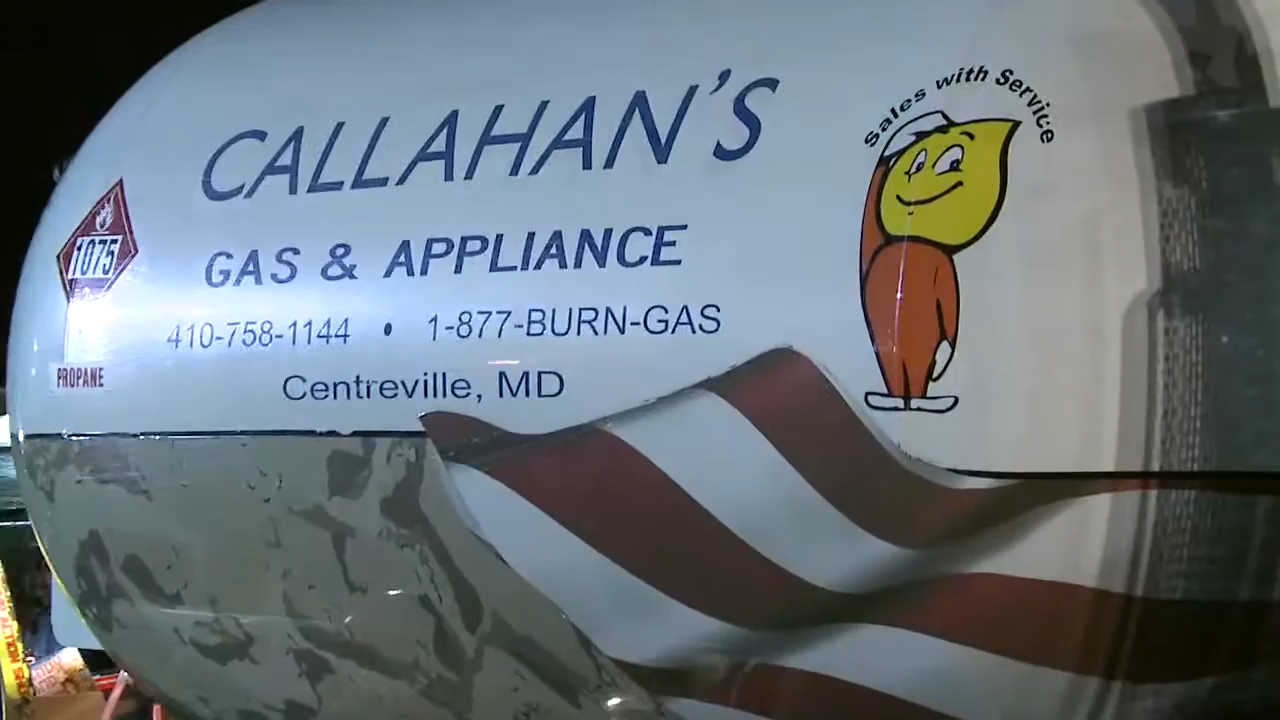 CALLAHAN'S
GAS & APPLIANCE
410-758-1144 • 1-877-BURN-GAS
Centreville, MD
Sales with Service
1075
PROPANE